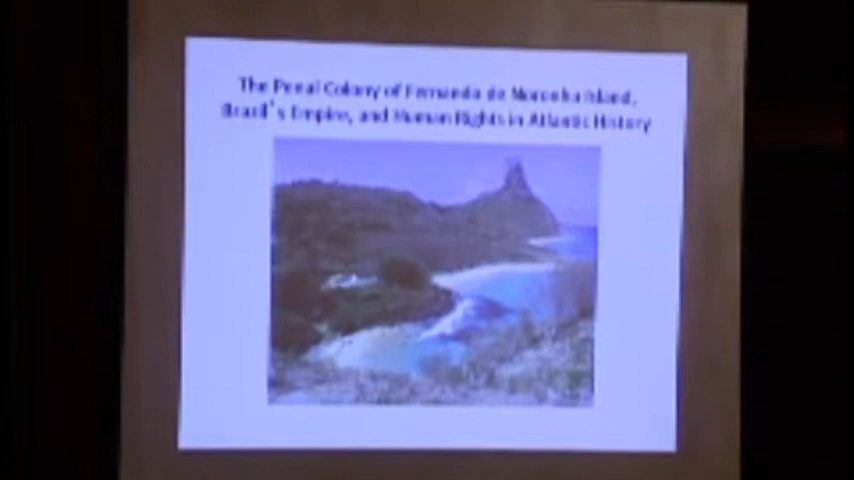 The Penal Colony of Fernando de Noronha Island,
Brazil's Empire, and Human Rights in Atlantic History